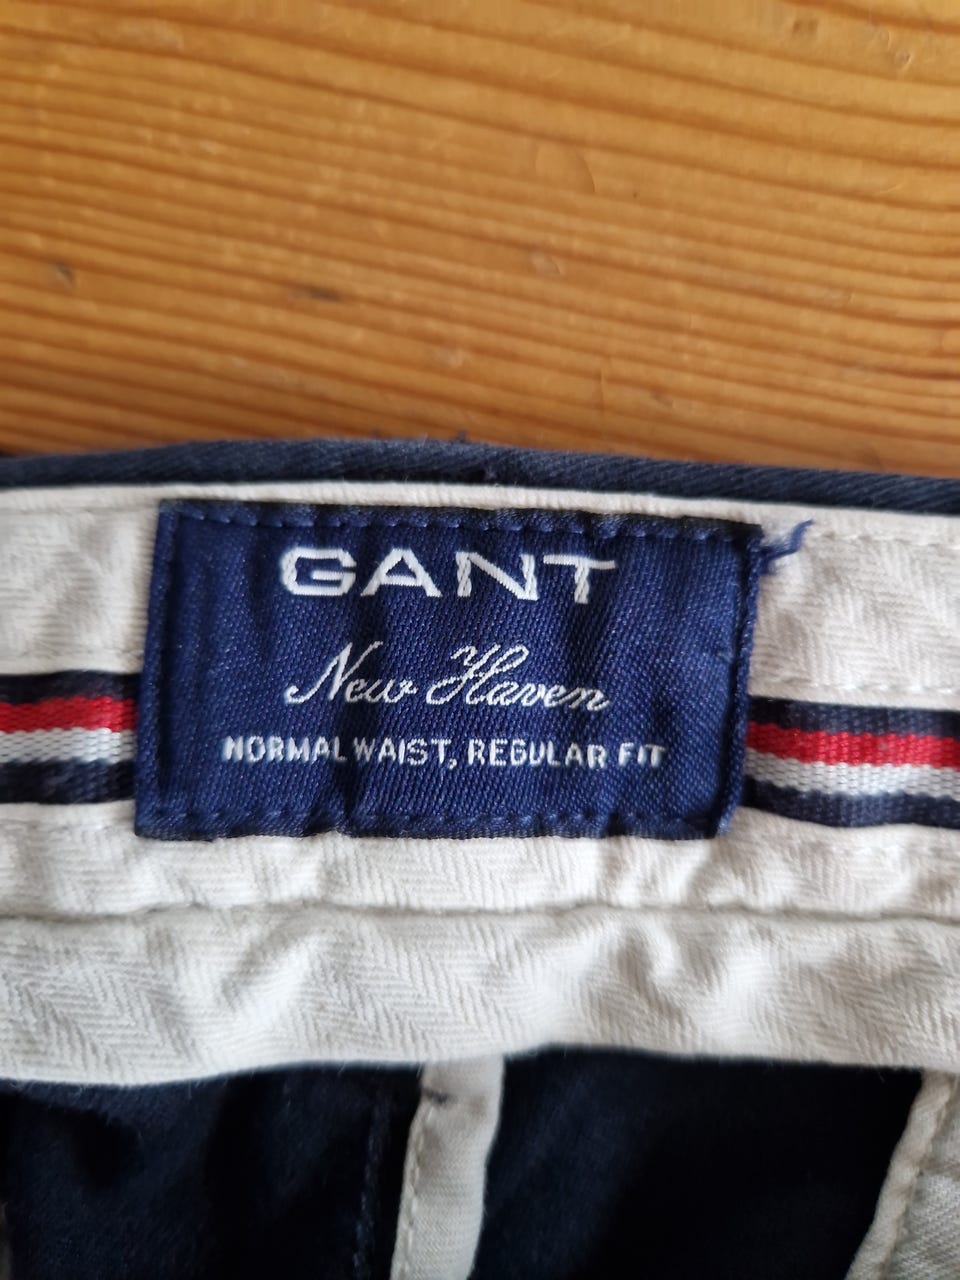 GANT
New Haven
NORMAL WAIST, REGULAR FIT